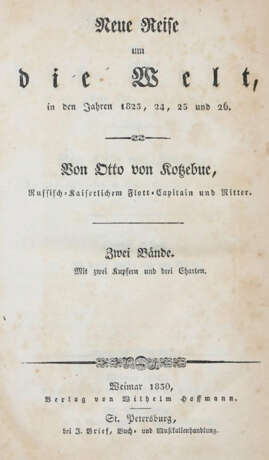 Neue Reise
um
die Welt,
in den Jahren 1823, 24, 25 und 26.
Von Otto von Kotzebue,
Russisch-Kaiserlichem Flott-Capitain und Ritter.
Zwei Bände.
Mit zwei Kupfern und drei Charten.
Weimar 1830,
Verlag von Wilhelm Hoffmann.
St. Petersburg,
bei J. Brief, Buch- und Musikalienhandlung.